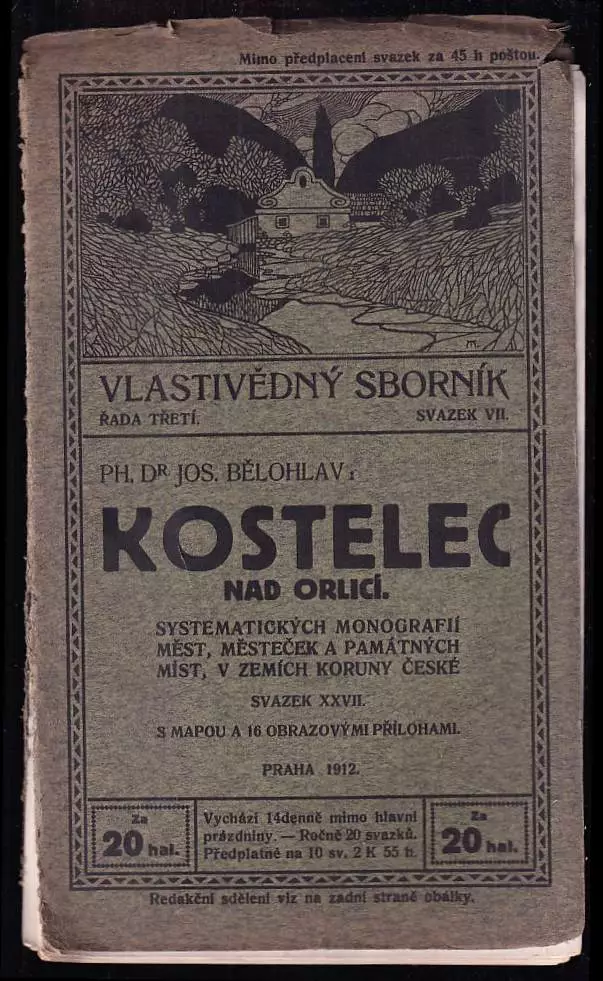 Mimo předplacení svazek za 45 h poštou.
M.
VLASTIVĚDNÝ SBORNÍK
ŘADA TŘETÍ. SVAZEK VII.
PH. DR JOS. BĚLOHLAV:
KOSTELEC
NAD ORLICÍ.
SYSTEMATICKÝCH MONOGRAFIÍ
MĚST, MĚSTEČEK A PAMÁTNÝCH
MÍST, V ZEMÍCH KORUNY ČESKÉ
SVAZEK XXVII.
S MAPOU A 16 OBRAZOVÝMI PŘÍLOHAMI.
PRAHA 1912.
Za
20 hal.
Vychází 14denně mimo hlavní
prázdniny. — Ročně 20 svazků.
Předplatné na 10 sv. 2 K 55 h.
Za
20 hal.
Redakční sdělení viz na zadní straně obálky.